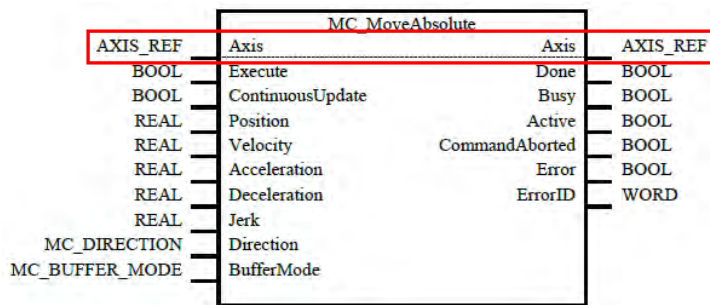 MC_MoveAbsolute
AXIS_REF Axis Axis AXIS_REF
BOOL Execute Done BOOL
BOOL ContinuousUpdate Busy BOOL
REAL Position Active BOOL
REAL Velocity CommandAborted BOOL
REAL Acceleration Error BOOL
REAL Deceleration ErrorID WORD
REAL Jerk
MC_DIRECTION Direction
MC_BUFFER_MODE BufferMode